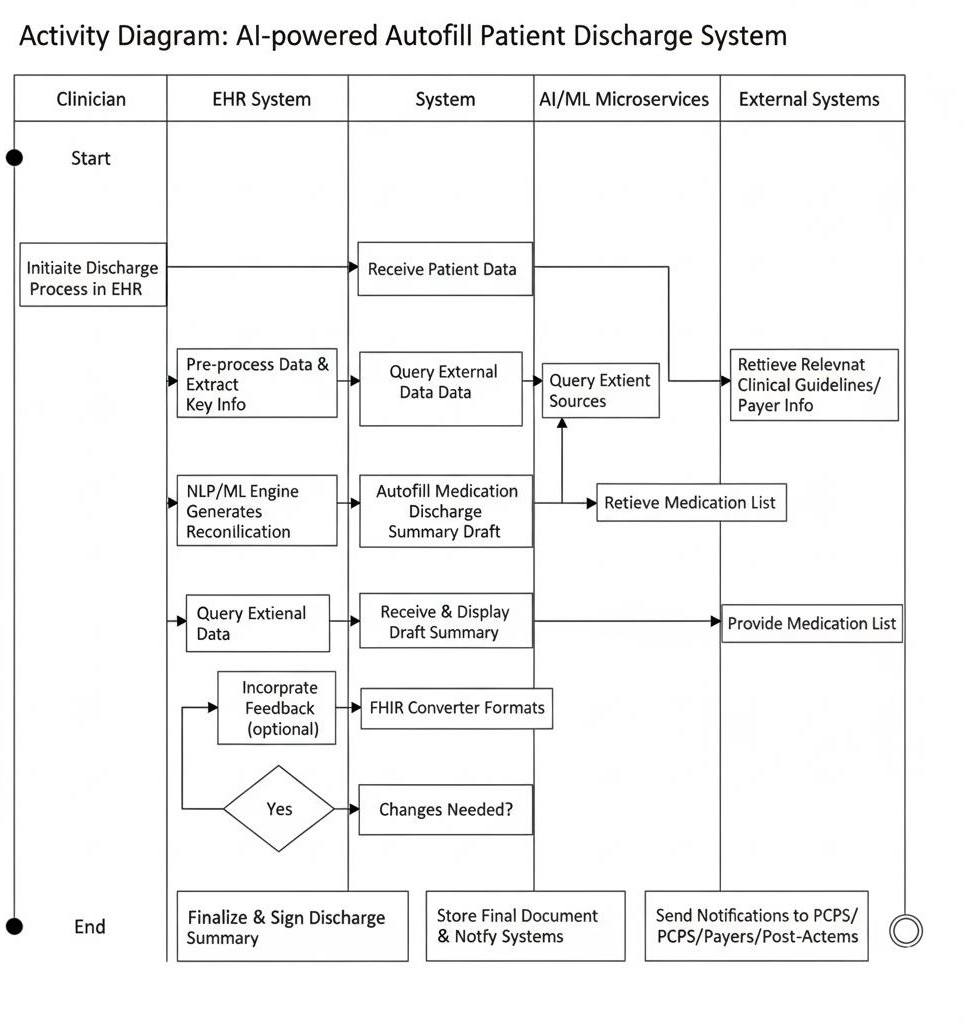 Activity Diagram: AI-powered Autofill Patient Discharge System
Clinician
EHR System
System
AI/ML Microservices
External Systems
Start
Initiaite Discharge
Process in EHR
Receive Patient Data
Pre-process Data &
Extract
Key Info
Query External
Data Data
Query Extient
Sources
Rettieve Relevnat
Clinical Guidelines/
Payer Info
NLP/ML Engine
Generates
Reconilication
Autofill Medication
Discharge
Summary Draft
Retieve Medication List
Query Extienal
Data
Receive & Display
Draft Summary
Provide Medication List
Incorprate
Feedback
(optional)
FHIR Converter Formats
Yes
Changes Needed?
End
Finalize & Sign Discharge
Summary
Store Final Document
& Notfy Systems
Send Notifications to PCPS/
PCPS/Payers/Post-Actems